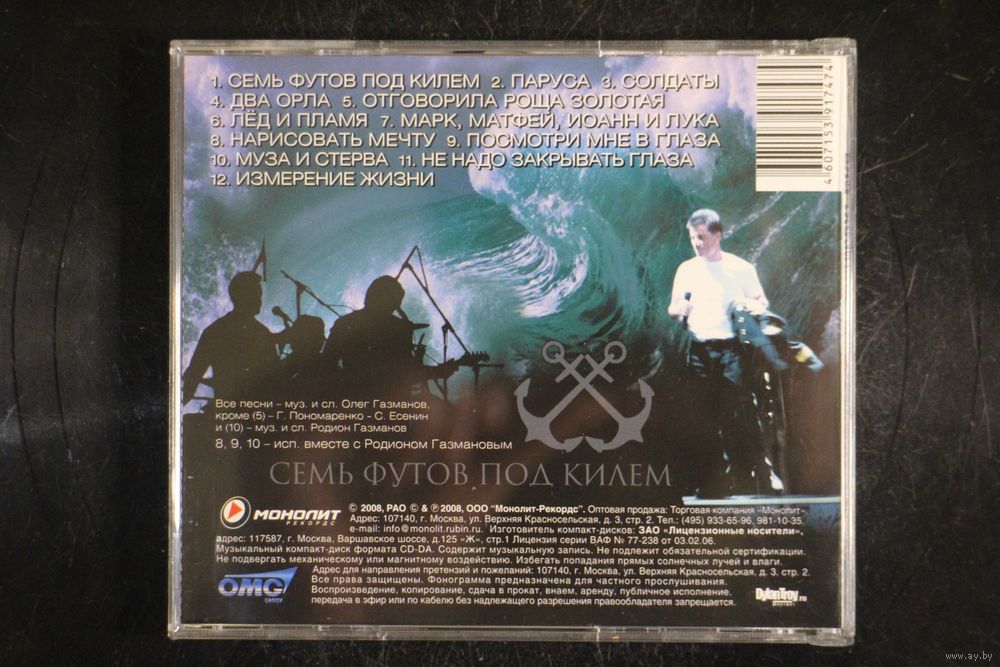 1. СЕМЬ ФУТОВ ПОД КИЛЕМ 2. ПАРУСА 3. СОЛДАТЫ
4. ДВА ОРЛА 5. ОТГОВОРИЛА РОЩА ЗОЛОТАЯ
6. ЛЁД И ПЛАМЯ 7. МАРК, МАТФЕЙ, ИОАНН И ЛУКА
8. НАРИСОВАТЬ МЕЧТУ 9. ПОСМОТРИ МНЕ В ГЛАЗА
10. МУЗА И СТЕРВА 11. НЕ НАДО ЗАКРЫВАТЬ ГЛАЗА
12. ИЗМЕРЕНИЕ ЖИЗНИ
4 607153 917474
Все песни – муз. и сл. Олег Газманов,
кроме (5) – Г. Пономаренко - С. Есенин
и (10) – муз. и сл. Родион Газманов
8, 9, 10 – исп. вместе с Родионом Газмановым
СЕМЬ ФУТОВ ПОД КИЛЕМ
МОНОЛИТ
РЕКОРДС
© 2008, РАО © & ℗ 2008, ООО "Монолит-Рекордс". Оптовая продажа: Торговая компания «Монолит».
Адрес: 107140, г. Москва, ул. Верхняя Красносельская, д. 3, стр. 2. Тел.: (495) 933-65-96, 981-10-35.
e-mail: info@monolit.rubin.ru. Изготовитель компакт-дисков: ЗАО «Лицензионные носители»,
адрес: 117587, г. Москва, Варшавское шоссе, д.125 «Ж», стр.1 Лицензия серии ВАФ № 77-238 от 03.02.06.
Музыкальный компакт-диск формата CD-DA. Содержит музыкальную запись. Не подлежит обязательной сертификации.
Не подвергать механическому или магнитному воздействию. Избегать попадания прямых солнечных лучей и влаги.
Адрес для направления претензий и пожеланий: 107140, г. Москва, ул. Верхняя Красносельская, д. 3, стр. 2.
Все права защищены. Фонограмма предназначена для частного прослушивания.
Воспроизведение, копирование, сдача в прокат, внаем, аренду, публичное исполнение,
передача в эфир или по кабелю без надлежащего разрешения правообладателя запрещается.
OMG
GROUP
DylanTroy.ru
www.ay.by